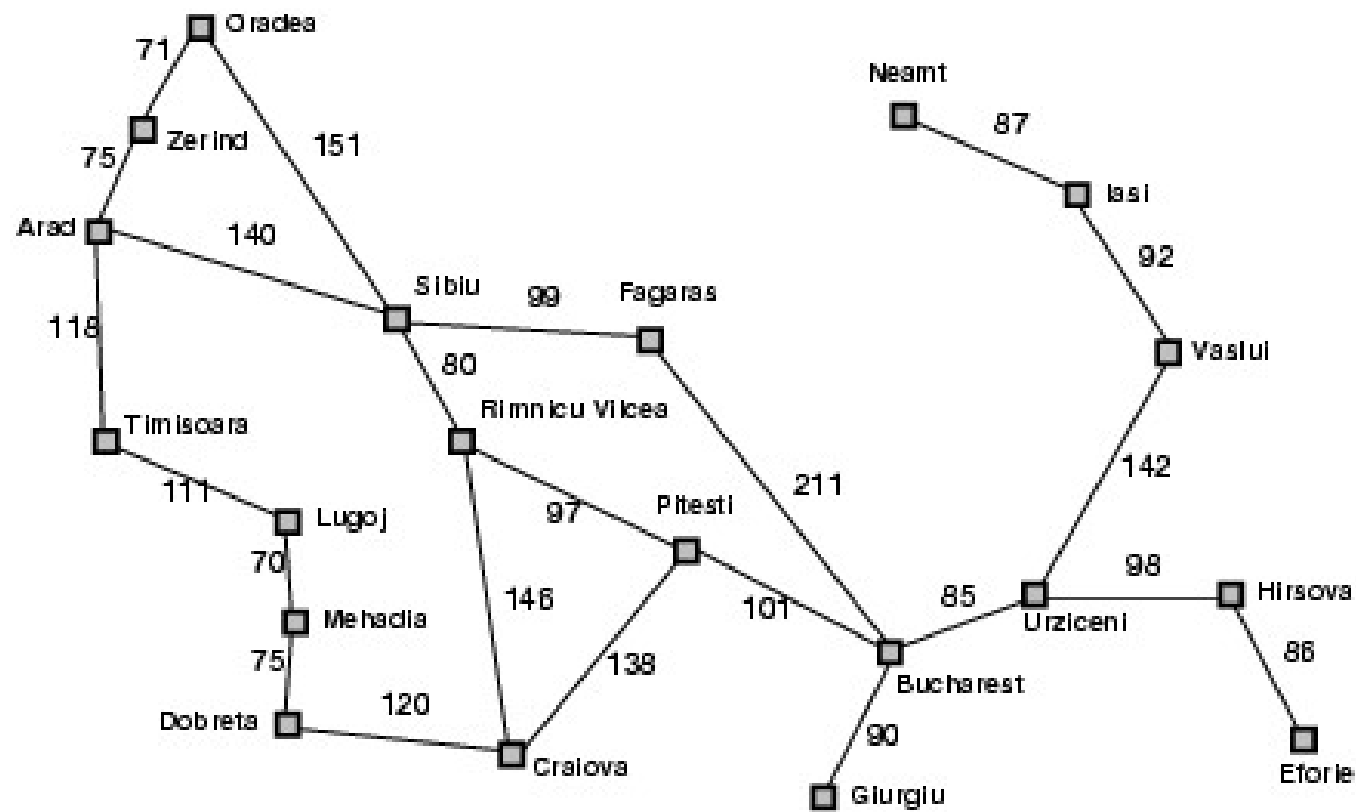 Oradea
71
Neamt
87
Zerind
151
75
Iasi
Arad
140
92
Sibiu
99
Fagaras
118
80
Vaslui
Rimnicu Vilcea
Timisoara
142
111
211
Lugoj
97
Pitesti
70
98
Hirsova
146
101
85
Mehadia
Urziceni
75
138
86
Bucharest
120
Dobreta
90
Craiova
Eforie
Giurgiu